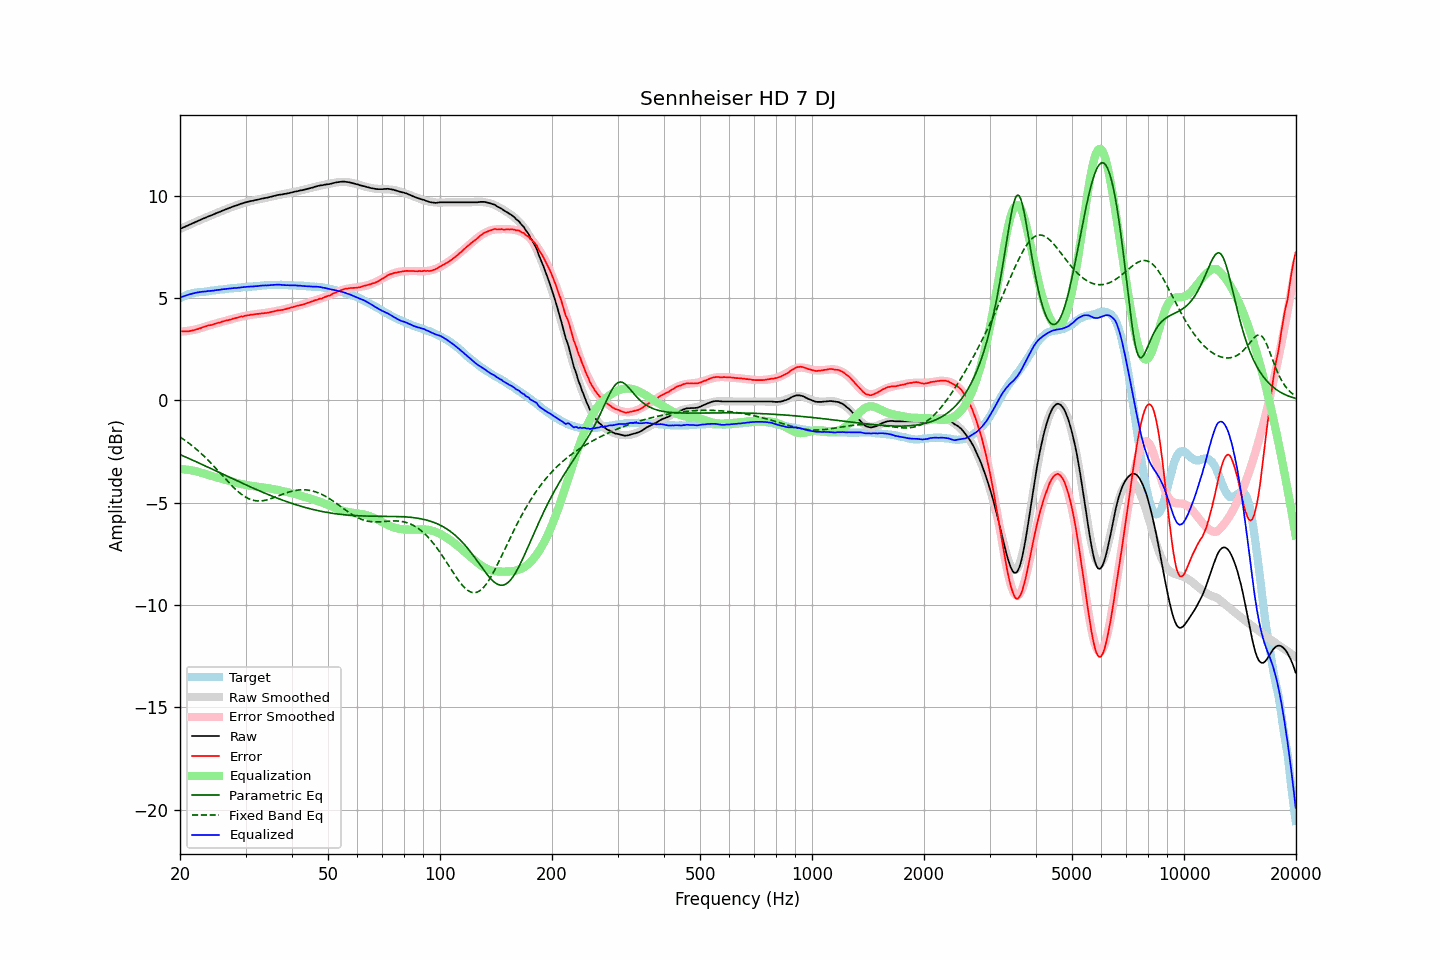 Sennheiser HD 7 DJ
Amplitude (dBr)
10
5
0
−5
−10
−15
−20
Target
Raw Smoothed
Error Smoothed
Raw
Error
Equalization
Parametric Eq
Fixed Band Eq
Equalized
20 50 100 200 500 1000 2000 5000 10000 20000
Frequency (Hz)